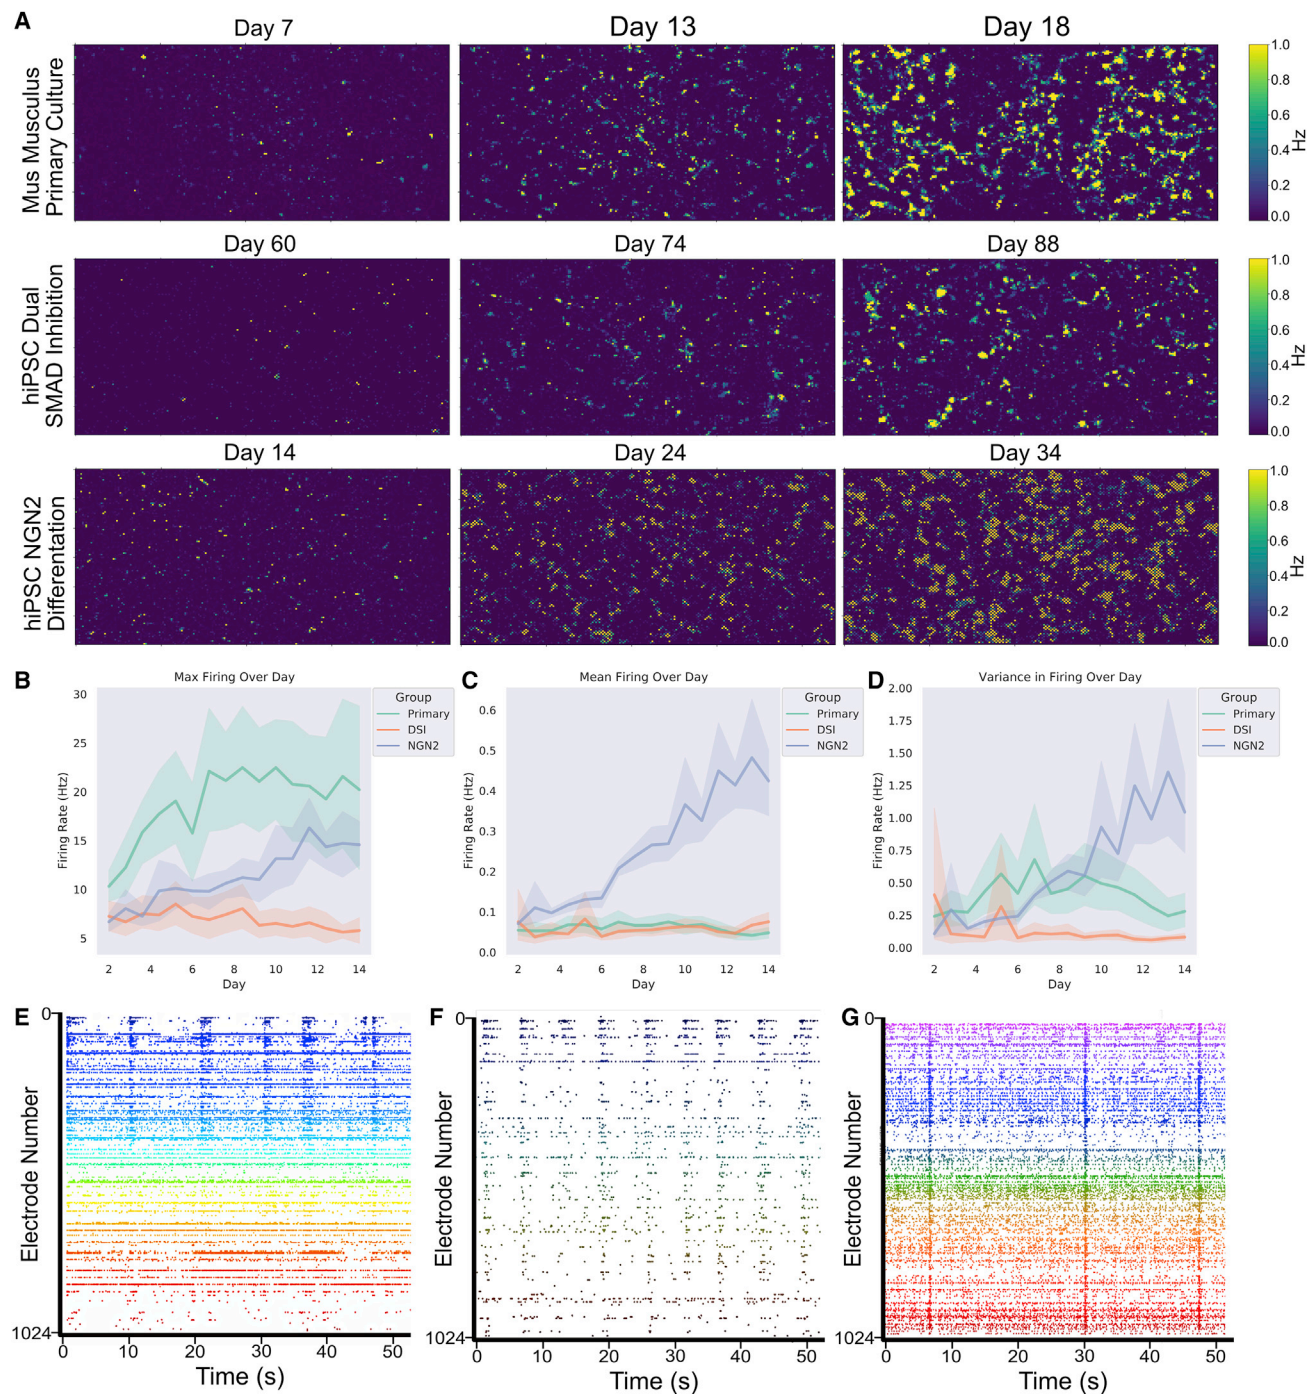 A
Day 7
Day 13
Day 18
Mus Musculus
Primary Culture
1.0
0.8
0.6
0.4
0.2
0.0
Hz
Day 60
Day 74
Day 88
hiPSC Dual
SMAD Inhibition
1.0
0.8
0.6
0.4
0.2
0.0
Hz
Day 14
Day 24
Day 34
hiPSC NGN2
Differentation
1.0
0.8
0.6
0.4
0.2
0.0
Hz
B
Max Firing Over Day
Firing Rate (Htz)
30
25
20
15
10
5
2 4 6 8 10 12 14
Day
Group
Primary
DSI
NGN2
C
Mean Firing Over Day
Firing Rate (Htz)
0.6
0.5
0.4
0.3
0.2
0.1
0.0
2 4 6 8 10 12 14
Day
Group
Primary
DSI
NGN2
D
Variance in Firing Over Day
Firing Rate (Htz)
2.00
1.75
1.50
1.25
1.00
0.75
0.50
0.25
0.00
2 4 6 8 10 12 14
Day
Group
Primary
DSI
NGN2
E
0
Electrode Number
1024
0 10 20 30 40 50
Time (s)
F
0
Electrode Number
1024
0 10 20 30 40 50
Time (s)
G
0
Electrode Number
1024
0 10 20 30 40 50
Time (s)